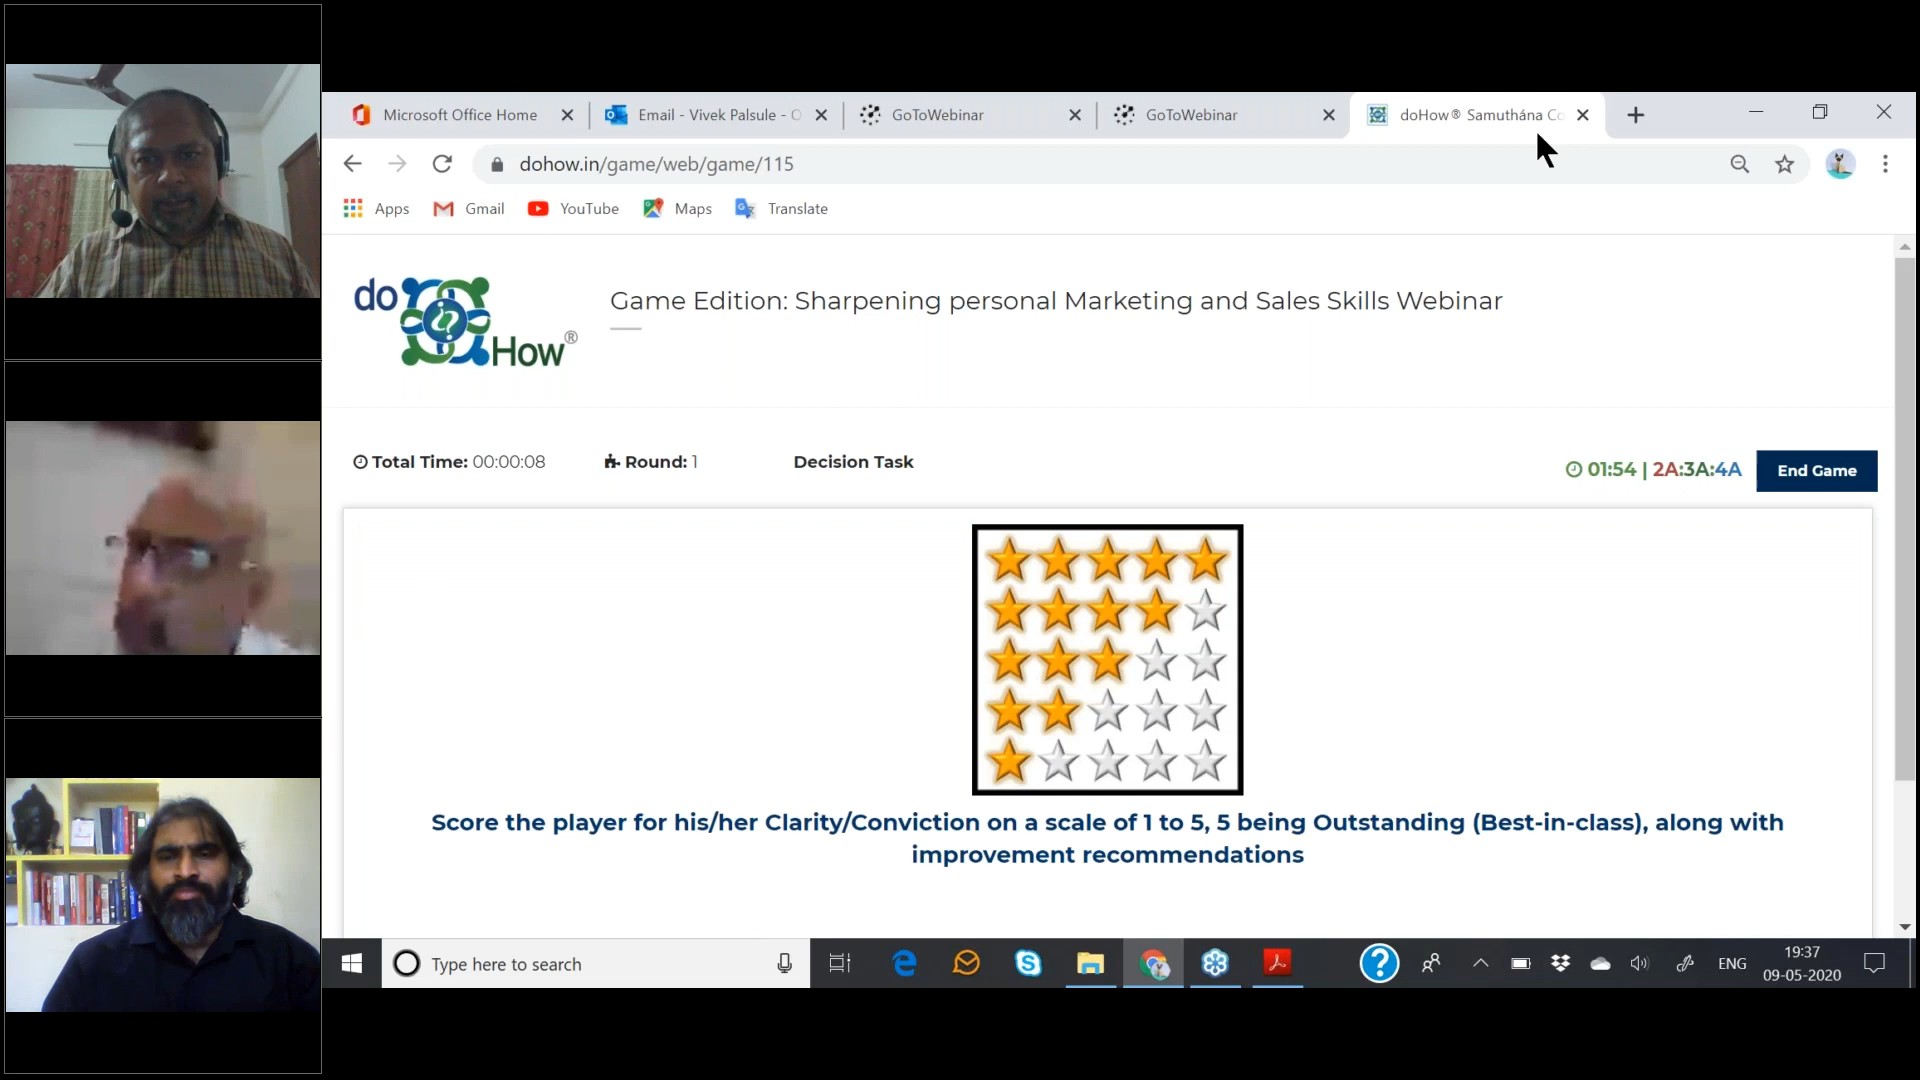 Microsoft Office Home
Email - Vivek Palsule - O
GoToWebinar
GoToWebinar
doHow® Samuthána Co
dohow.in/game/web/game/115
Apps
Gmail
YouTube
Maps
Translate
do How®
Game Edition: Sharpening personal Marketing and Sales Skills Webinar
Total Time: 00:00:08
Round: 1
Decision Task
01:54 | 2A:3A:4A
End Game
Score the player for his/her Clarity/Conviction on a scale of 1 to 5, 5 being Outstanding (Best-in-class), along with
improvement recommendations
Type here to search
ENG
19:37
09-05-2020